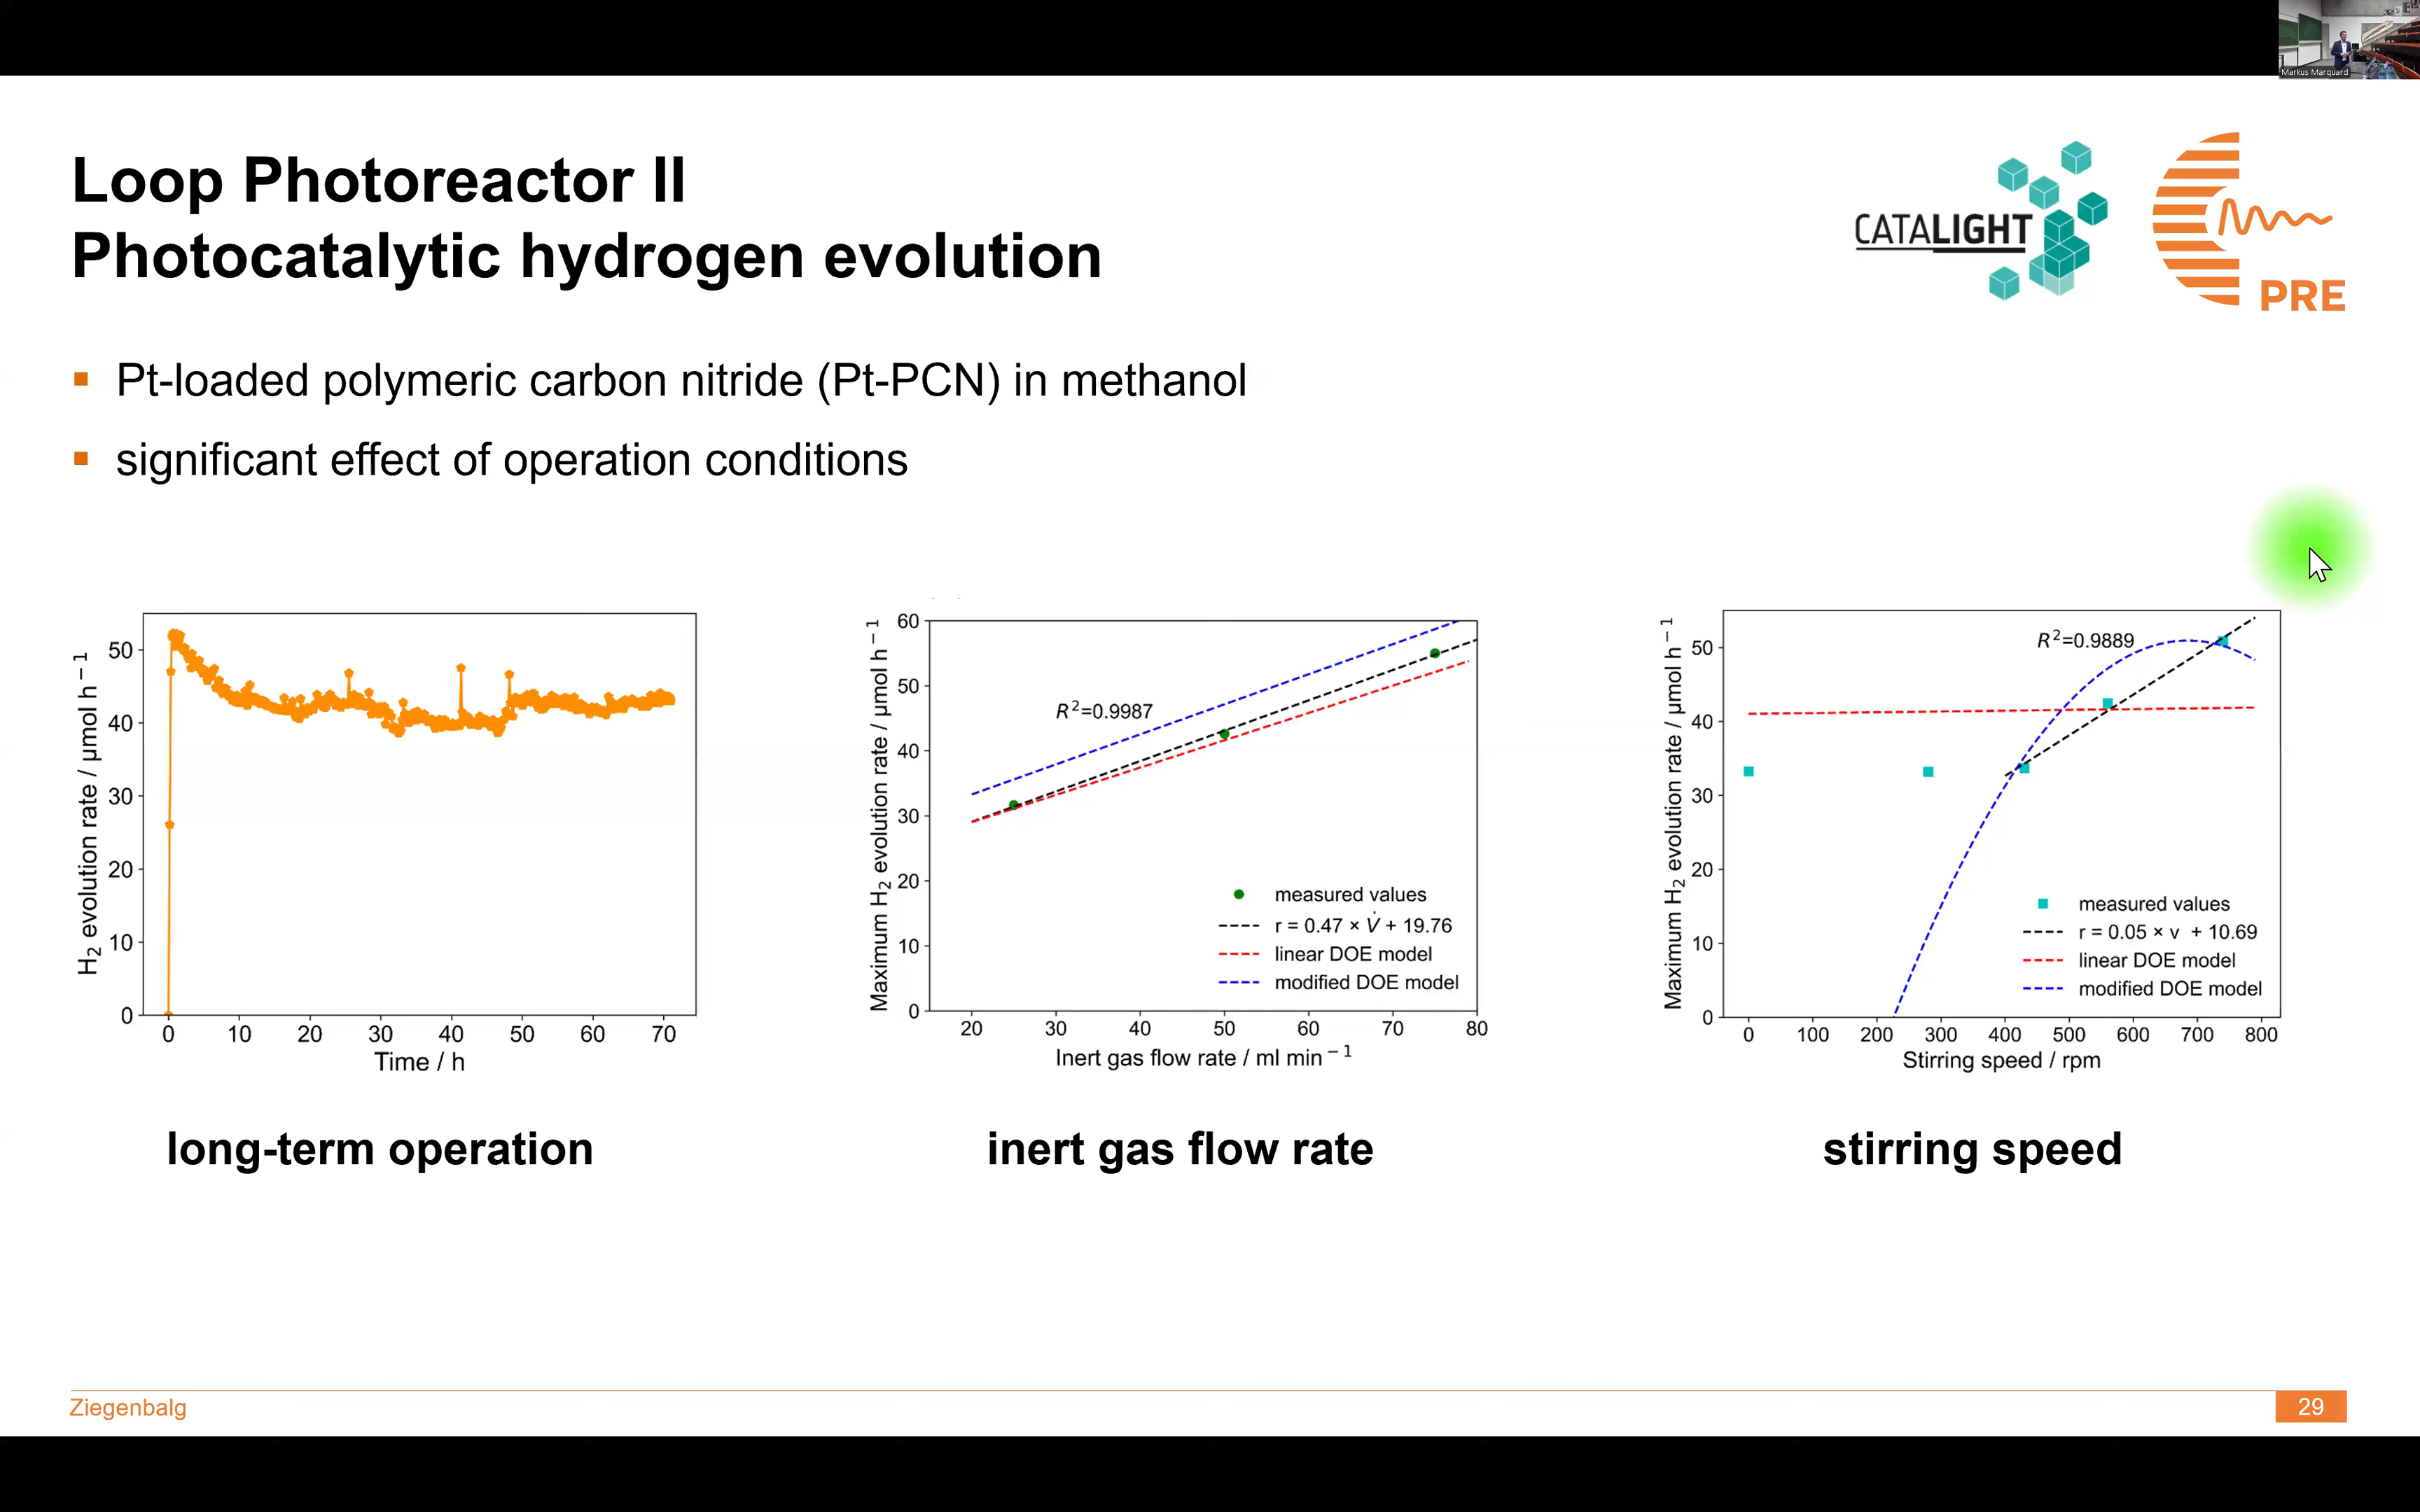 Markus Marquard
Loop Photoreactor II
Photocatalytic hydrogen evolution
CATALIGHT
PRE
Pt-loaded polymeric carbon nitride (Pt-PCN) in methanol
significant effect of operation conditions
H₂ evolution rate / µmol h⁻¹
50
40
30
20
10
0
0 10 20 30 40 50 60 70
Time / h
long-term operation
Maximum H₂ evolution rate / µmol h⁻¹
60
50
40
30
20
10
0
R²=0.9987
measured values
r = 0.47 × V̇ + 19.76
linear DOE model
modified DOE model
20 30 40 50 60 70 80
Inert gas flow rate / ml min⁻¹
inert gas flow rate
Maximum H₂ evolution rate / µmol h⁻¹
50
40
30
20
10
0
R²=0.9889
measured values
r = 0.05 × v + 10.69
linear DOE model
modified DOE model
0 100 200 300 400 500 600 700 800
Stirring speed / rpm
stirring speed
Ziegenbalg
29